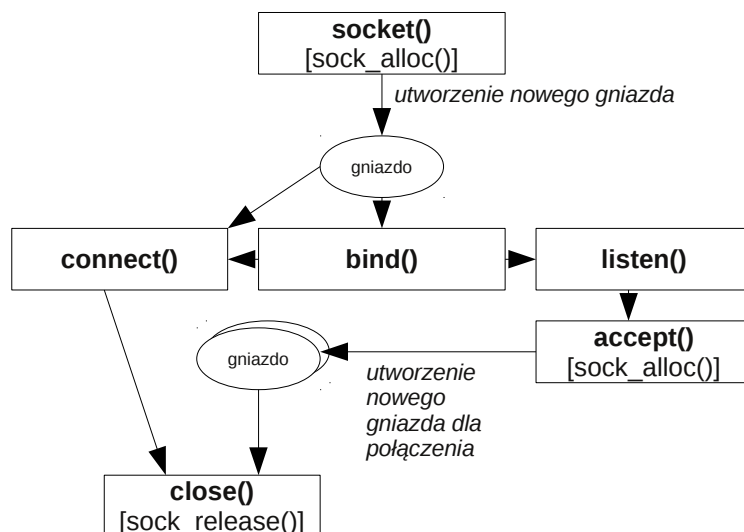 socket()
[sock_alloc()]
utworzenie nowego gniazda
gniazdo
connect()
bind()
listen()
gniazdo
accept()
[sock_alloc()]
utworzenie
nowego
gniazda dla
połączenia
close()
[sock_release()]